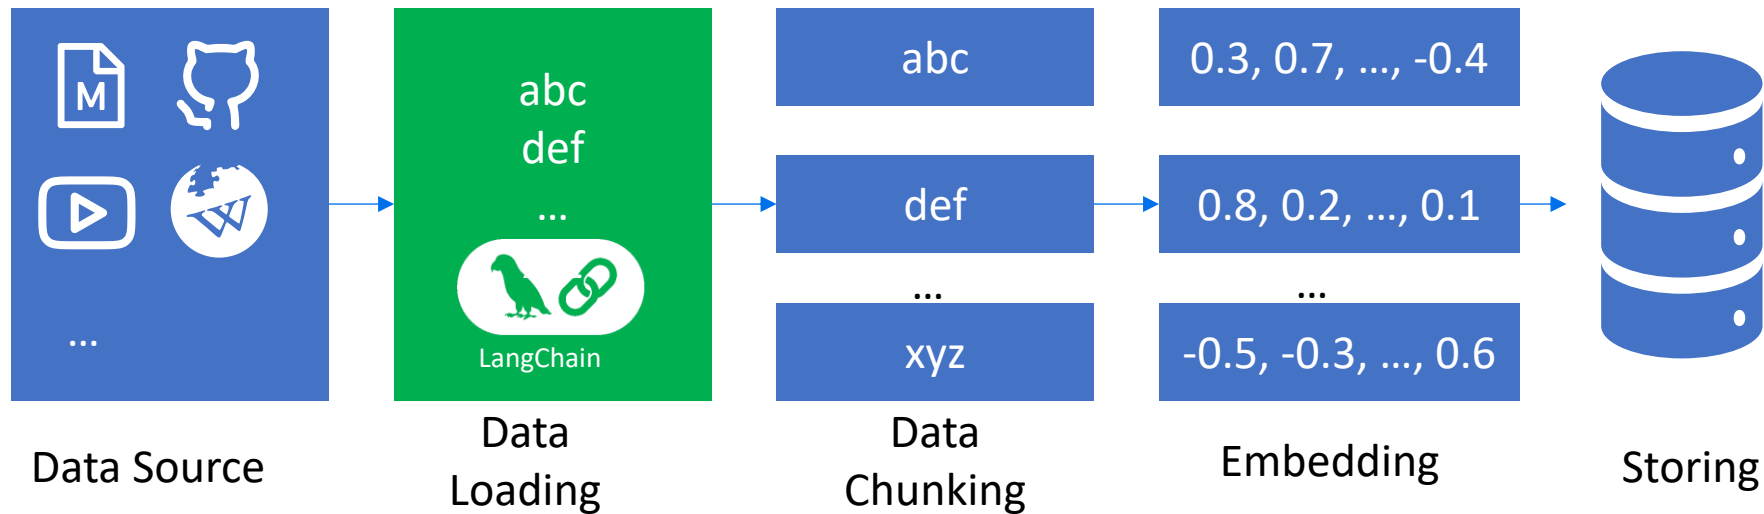 M
W
...
abc
def
...
LangChain
abc
def
...
xyz
0.3, 0.7, ..., -0.4
0.8, 0.2, ..., 0.1
...
-0.5, -0.3, ..., 0.6
Data Source
Data
Loading
Data
Chunking
Embedding
Storing